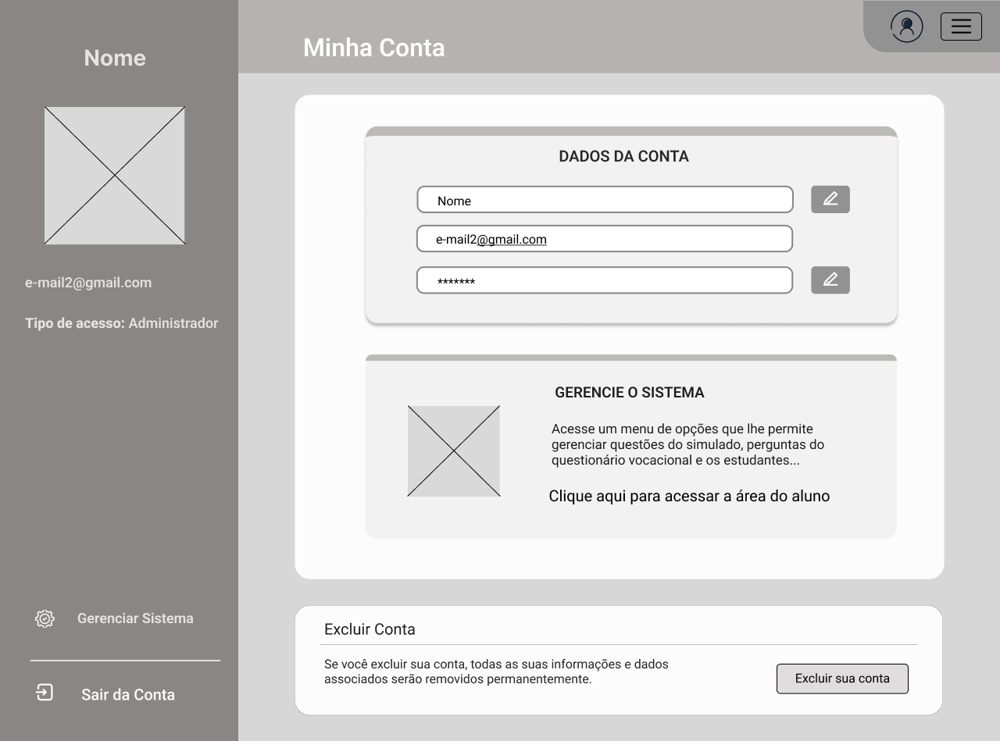 Nome
e-mail2@gmail.com
Tipo de acesso: Administrador
Gerenciar Sistema
Sair da Conta
Minha Conta
DADOS DA CONTA
Nome
e-mail2@gmail.com
*******
GERENCIE O SISTEMA
Acesse um menu de opções que lhe permite
gerenciar questões do simulado, perguntas do
questionário vocacional e os estudantes...
Clique aqui para acessar a área do aluno
Excluir Conta
Se você excluir sua conta, todas as suas informações e dados
associados serão removidos permanentemente.
Excluir sua conta